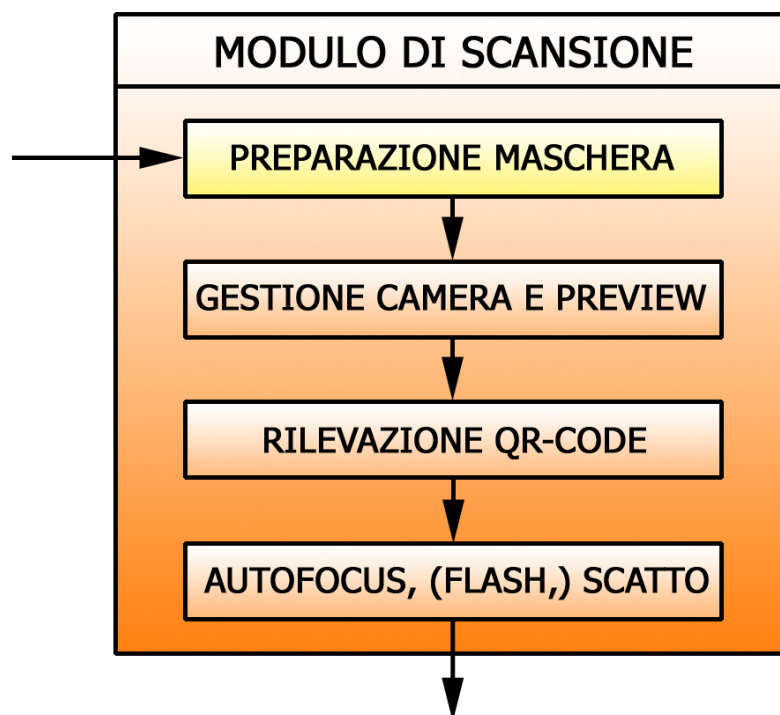 MODULO DI SCANSIONE
PREPARAZIONE MASCHERA
GESTIONE CAMERA E PREVIEW
RILEVAZIONE QR-CODE
AUTOFOCUS, (FLASH,) SCATTO